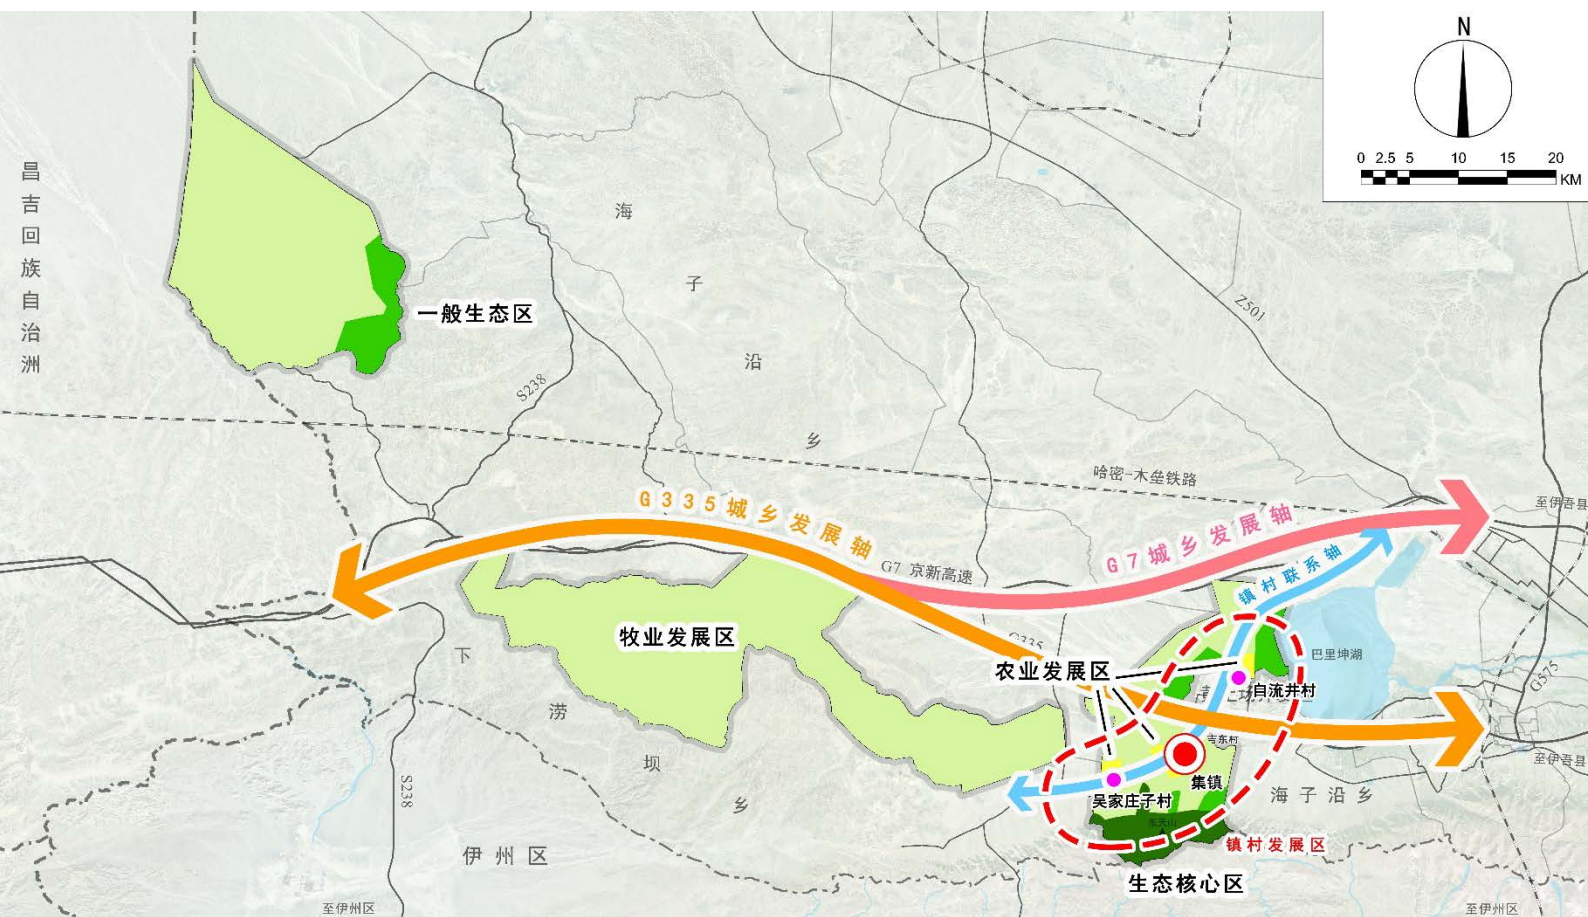 N
0 2.5 5 10 15 20
KM
昌吉回族自治洲
海子沿乡
一般生态区
Z501
S238
哈密-木垒铁路
至伊吾县
G335城乡发展轴
G7城乡发展轴
G7 京新高速
镇村联系轴
牧业发展区
G335
巴里坤湖
农业发展区
自流井村
G575
下涝坝乡
吉东村
至伊吾县
集镇
吴家庄子村
海子沿乡
S238
镇村发展区
伊州区
生态核心区
至伊州区
至伊州区